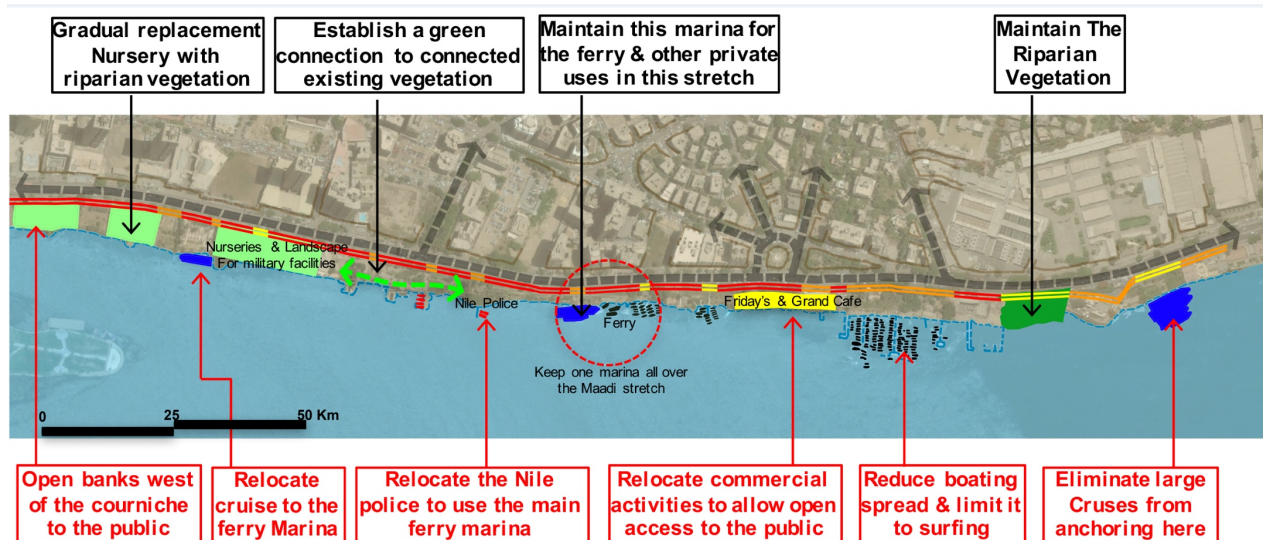 Gradual replacement
Nursery with
riparian vegetation
Establish a green
connection to connected
existing vegetation
Maintain this marina for
the ferry & other private
uses in this stretch
Maintain The
Riparian
Vegetation
Nurseries & Landscape
For military facilities
Nile Police
Ferry
Friday's & Grand Cafe
Keep one marina all over
the Maadi stretch
0 25 50 Km
Open banks west
of the courniche
to the public
Relocate
cruise to the
ferry Marina
Relocate the Nile
police to use the main
ferry marina
Relocate commercial
activities to allow open
access to the public
Reduce boating
spread & limit it
to surfing
Eliminate large
Cruses from
anchoring here